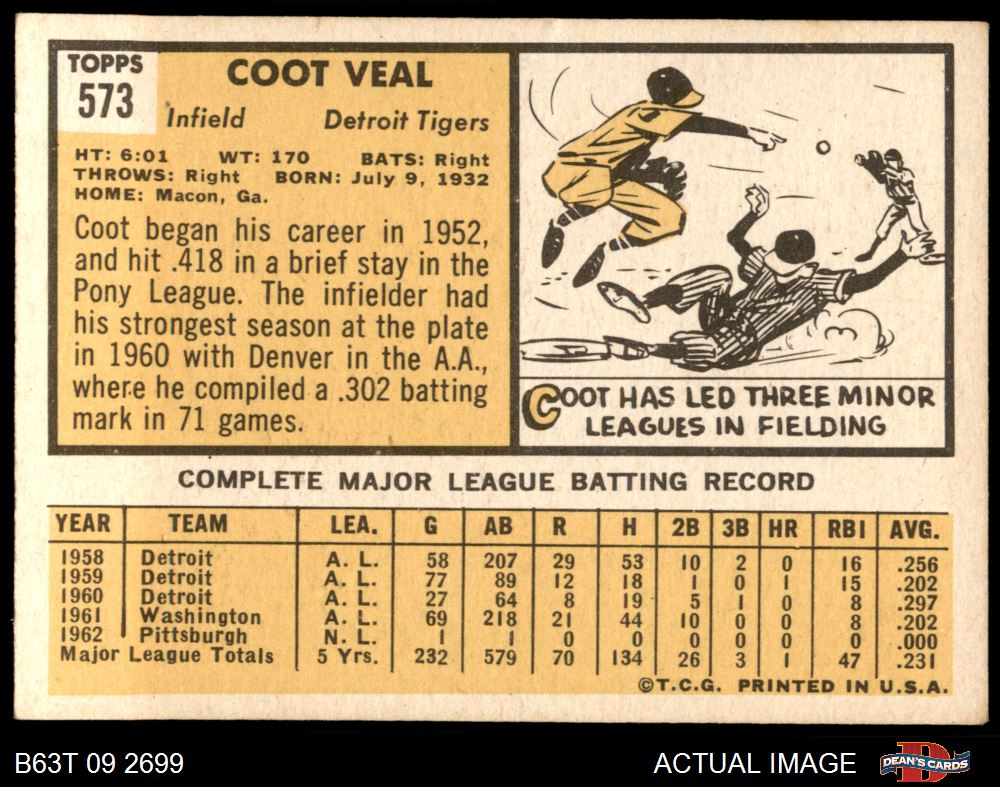 TOPPS
573
COOT VEAL
Infield Detroit Tigers
HT: 6:01 WT: 170 BATS: Right
THROWS: Right BORN: July 9, 1932
HOME: Macon, Ga.
Coot began his career in 1952,
and hit .418 in a brief stay in the
Pony League. The infielder had
his strongest season at the plate
in 1960 with Denver in the A.A.,
where he compiled a .302 batting
mark in 71 games.
COOT HAS LED THREE MINOR
LEAGUES IN FIELDING
COMPLETE MAJOR LEAGUE BATTING RECORD
YEAR TEAM LEA. G AB R H 2B 3B HR RBI AVG.
1958 Detroit A. L. 58 207 29 53 10 2 0 16 .256
1959 Detroit A. L. 77 89 12 18 1 0 1 15 .202
1960 Detroit A. L. 27 64 8 19 5 1 0 8 .297
1961 Washington A. L. 69 218 21 44 10 0 0 8 .202
1962 Pittsburgh N. L. 1 1 0 0 0 0 0 0 .000
Major League Totals 5 Yrs. 232 579 70 134 26 3 1 47 .231
©T.C.G. PRINTED IN U.S.A.
B63T 09 2699 ACTUAL IMAGE DEAN'S CARDS